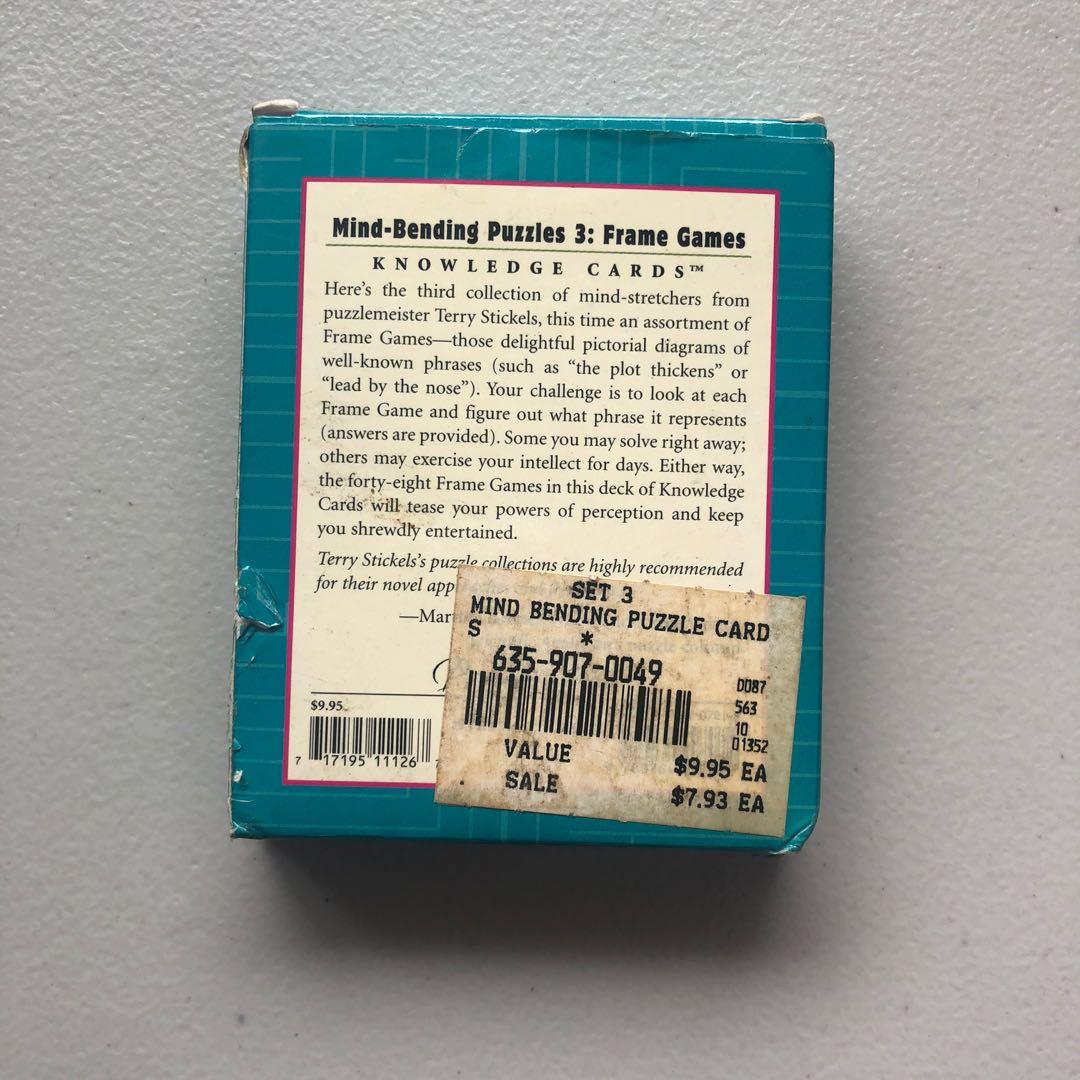 Mind-Bending Puzzles 3: Frame Games
KNOWLEDGE CARDS™
Here's the third collection of mind-stretchers from
puzzlemeister Terry Stickels, this time an assortment of
Frame Games—those delightful pictorial diagrams of
well-known phrases (such as "the plot thickens" or
"lead by the nose"). Your challenge is to look at each
Frame Game and figure out what phrase it represents
(answers are provided). Some you may solve right away;
others may exercise your intellect for days. Either way,
the forty-eight Frame Games in this deck of Knowledge
Cards will tease your powers of perception and keep
you shrewdly entertained.
Terry Stickels's puzzle collections are highly recommended
for their novel app
—Mar
$9.95
7 17195 11126
SET 3
MIND BENDING PUZZLE CARD
S *
635-907-0049
0087
563
10
01352
VALUE $9.95 EA
SALE $7.93 EA